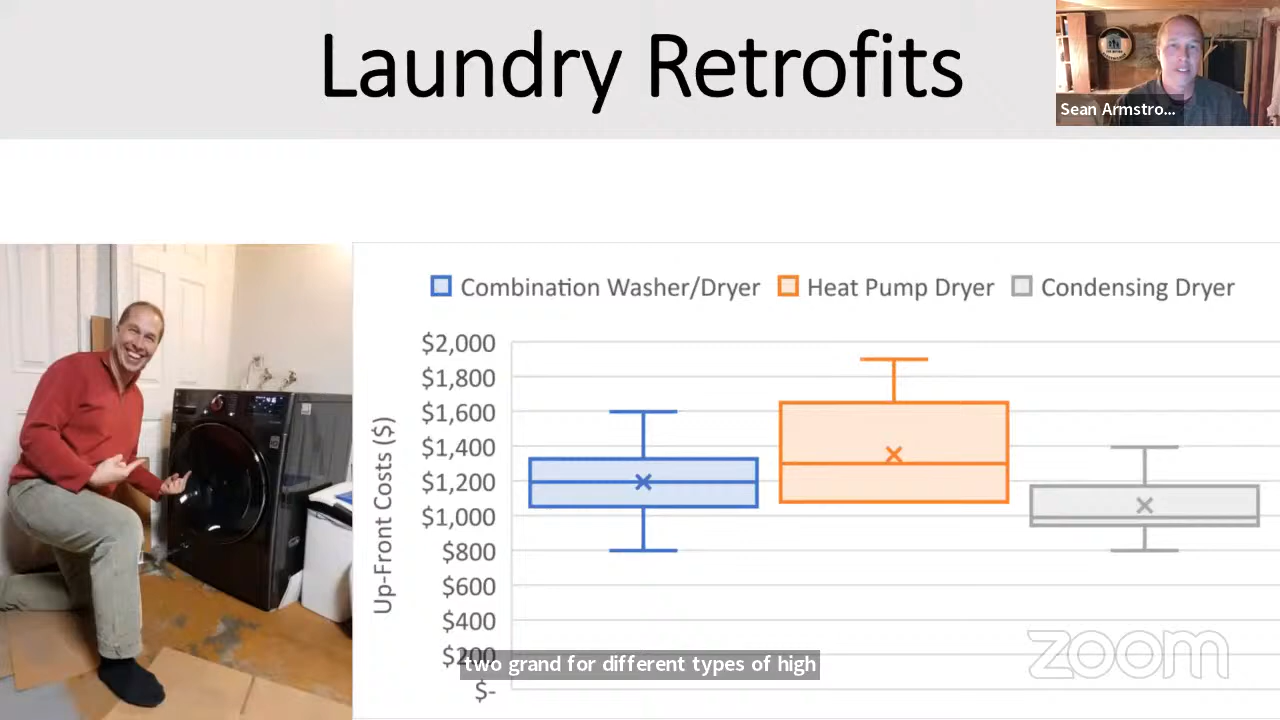 Laundry Retrofits
Sean Armstro...
Combination Washer/Dryer
Heat Pump Dryer
Condensing Dryer
Up-Front Costs ($)
$2,000
$1,800
$1,600
$1,400
$1,200
$1,000
$800
$600
$400
$200
$-
two grand for different types of high
zoom